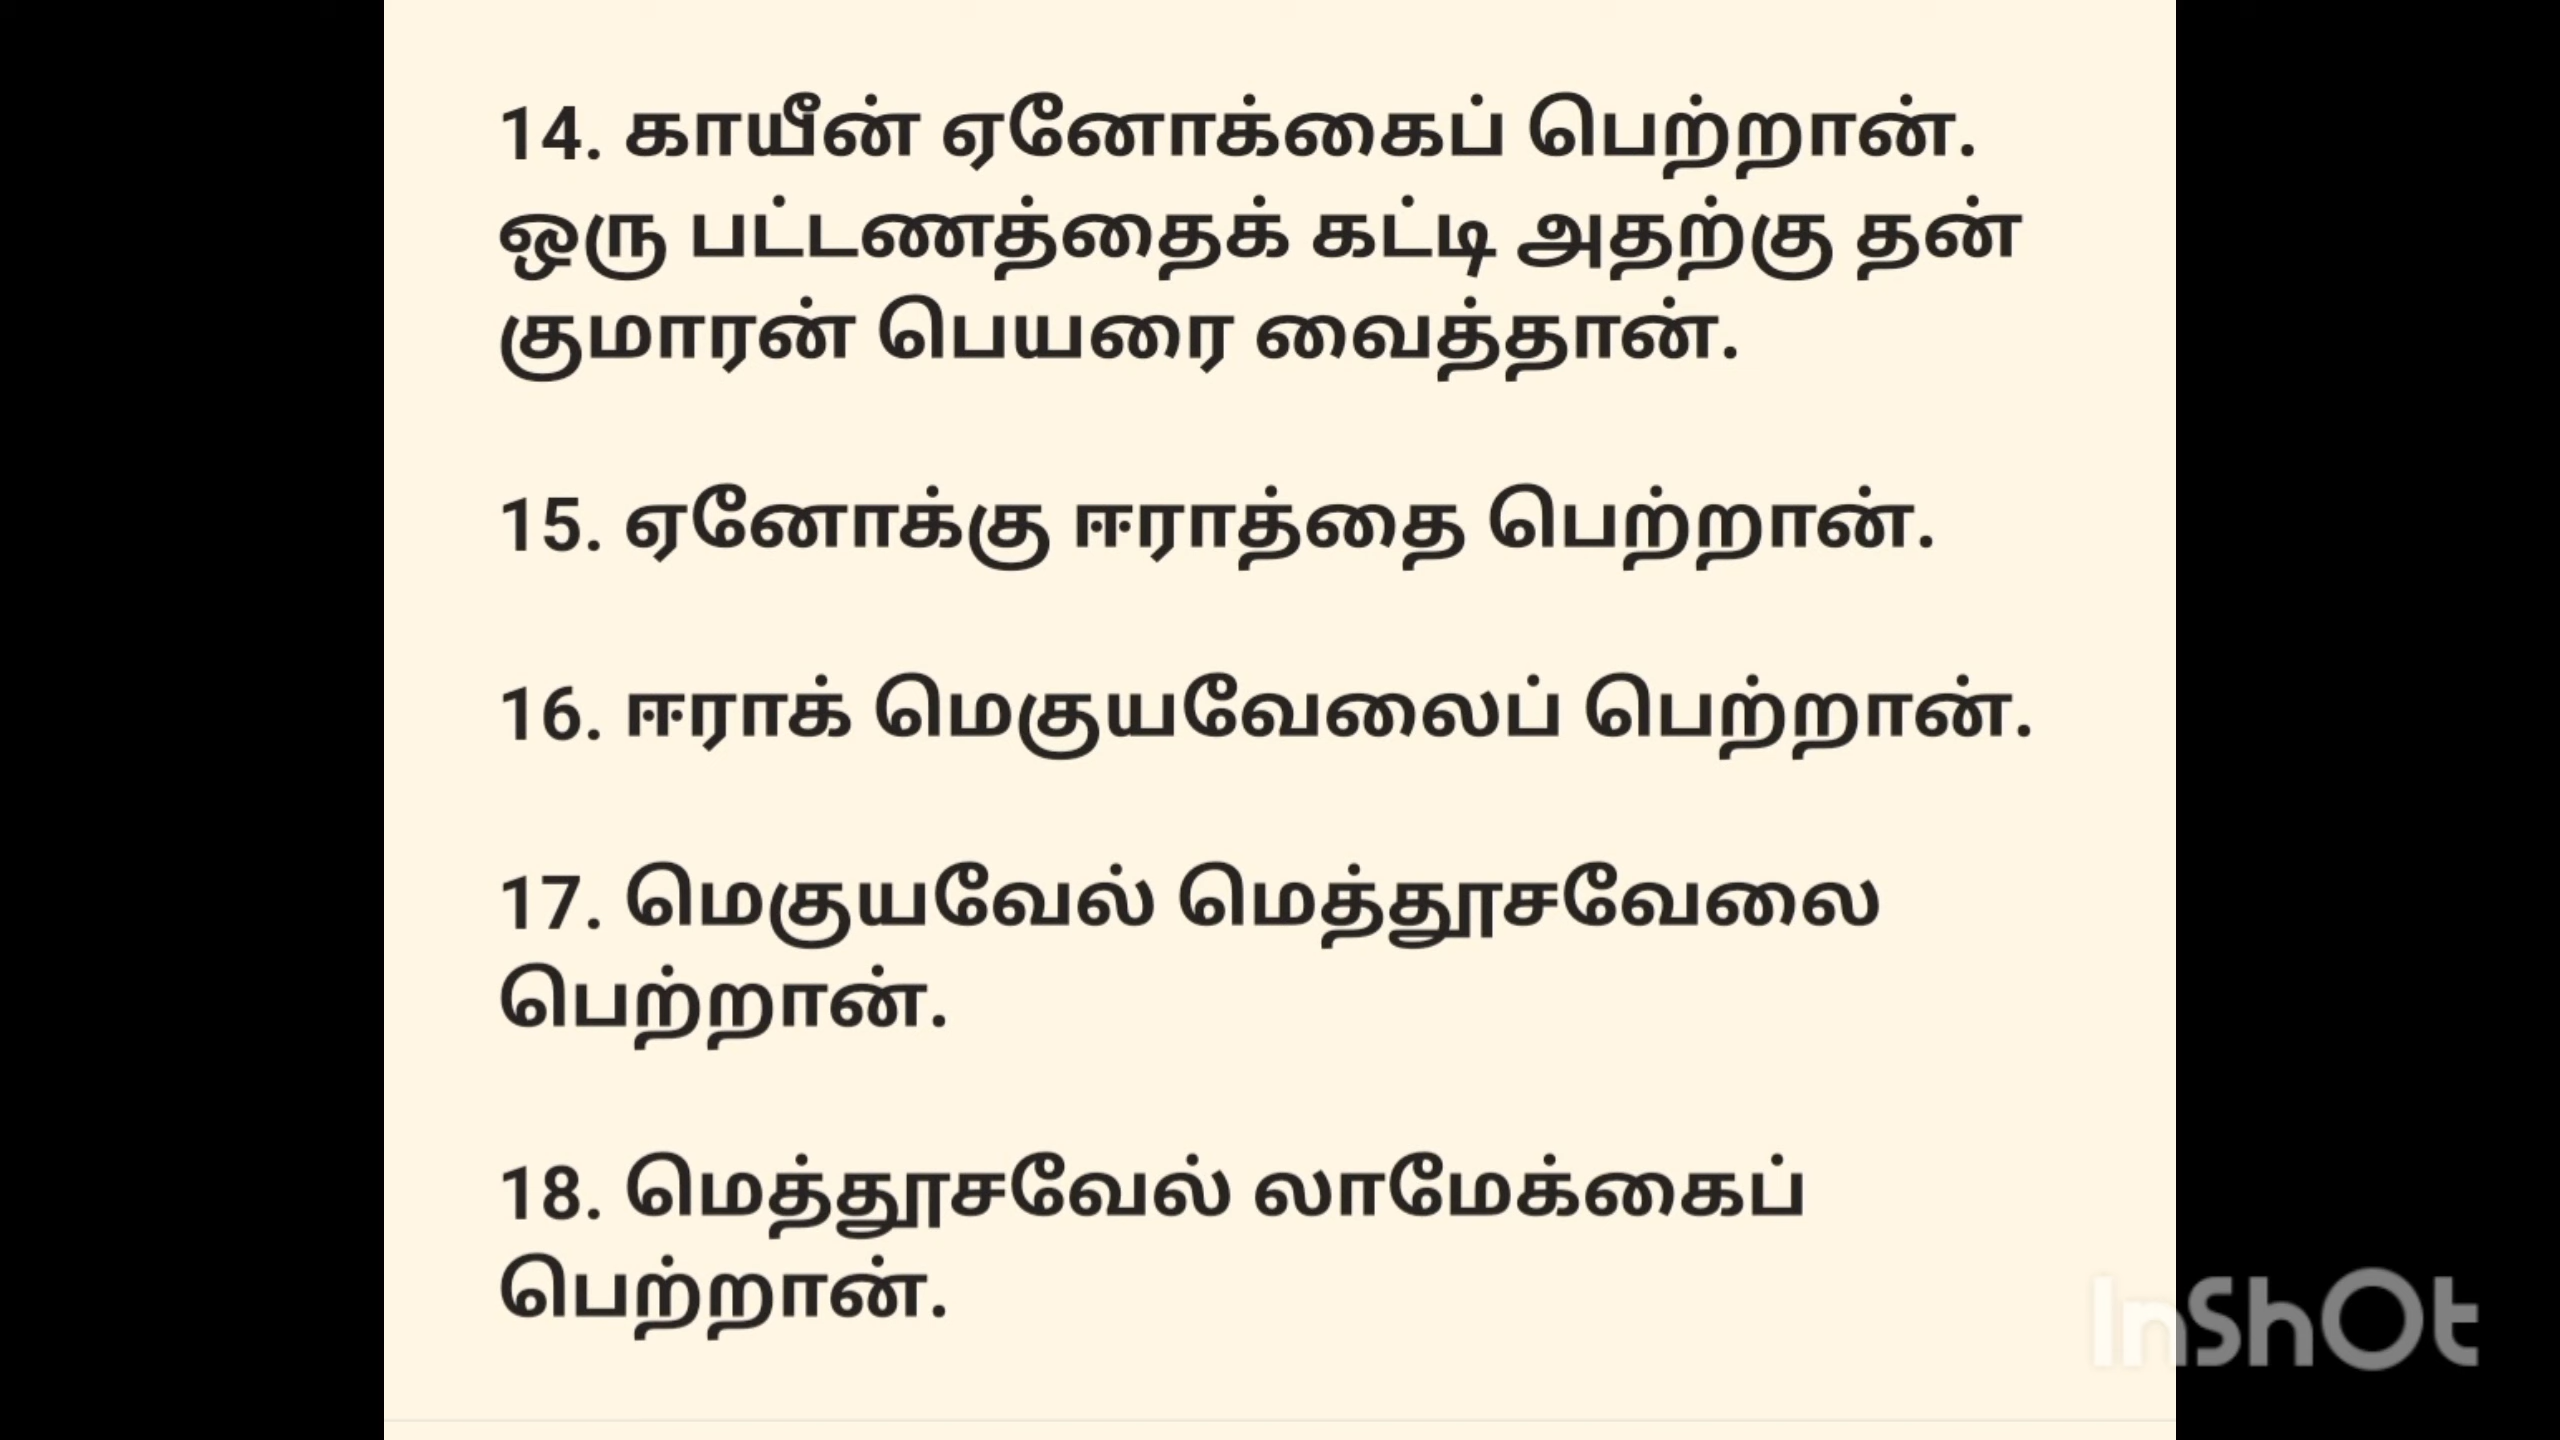 14. காயீன் ஏனோக்கைப் பெற்றான்.
ஒரு பட்டணத்தைக் கட்டி அதற்கு தன்
குமாரன் பெயரை வைத்தான்.
15. ஏனோக்கு ஈராத்தை பெற்றான்.
16. ஈராக் மெகுயவேலைப் பெற்றான்.
17. மெகுயவேல் மெத்தூசவேலை
பெற்றான்.
18. மெத்தூசவேல் லாமேக்கைப்
பெற்றான்.
InShOt